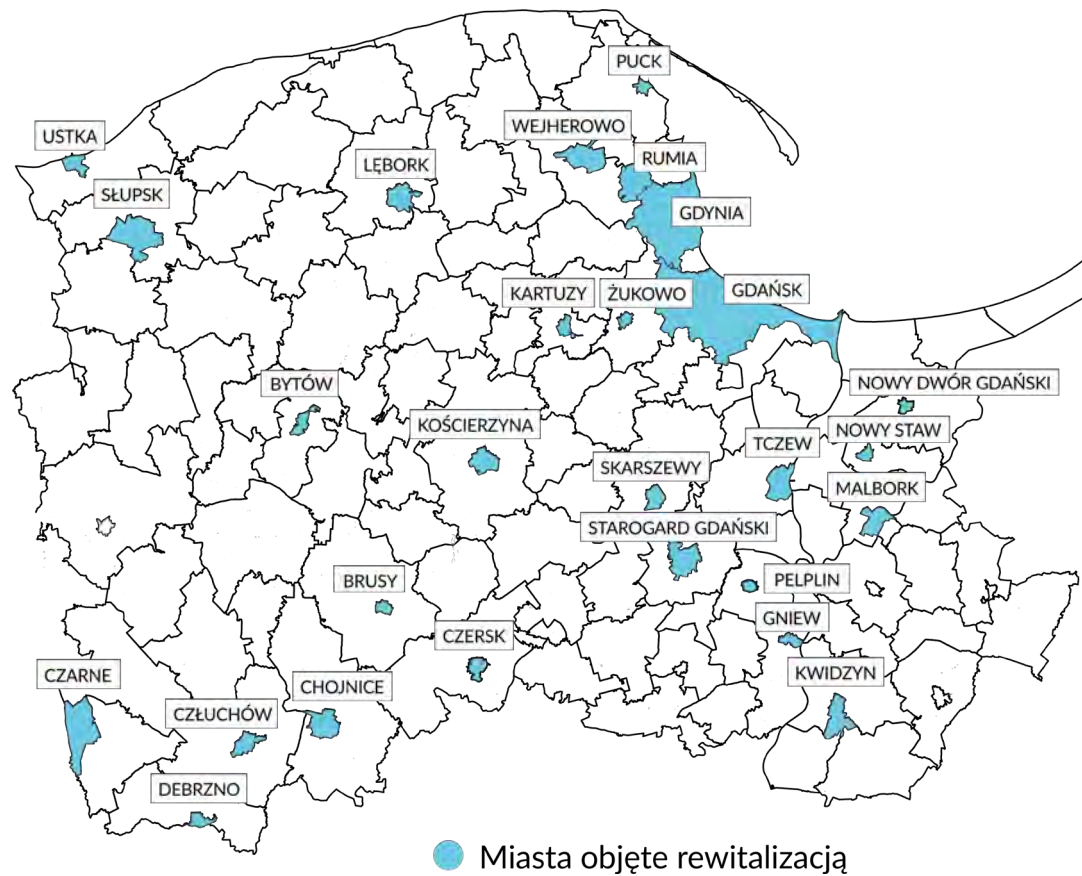 PUCK
WEJHEROWO
USTKA
LĘBORK
RUMIA
SŁUPSK
GDYNIA
KARTUZY
ŻUKOWO
GDAŃSK
BYTÓW
NOWY DWÓR GDAŃSKI
KOŚCIERZYNA
NOWY STAW
TCZEW
SKARSZEWY
MALBORK
STAROGARD GDAŃSKI
BRUSY
PELPLIN
GNIEW
CZERSK
CZARNE
KWIDZYN
CHOJNICE
CZŁUCHÓW
DEBRZNO
Miasta objęte rewitalizacją